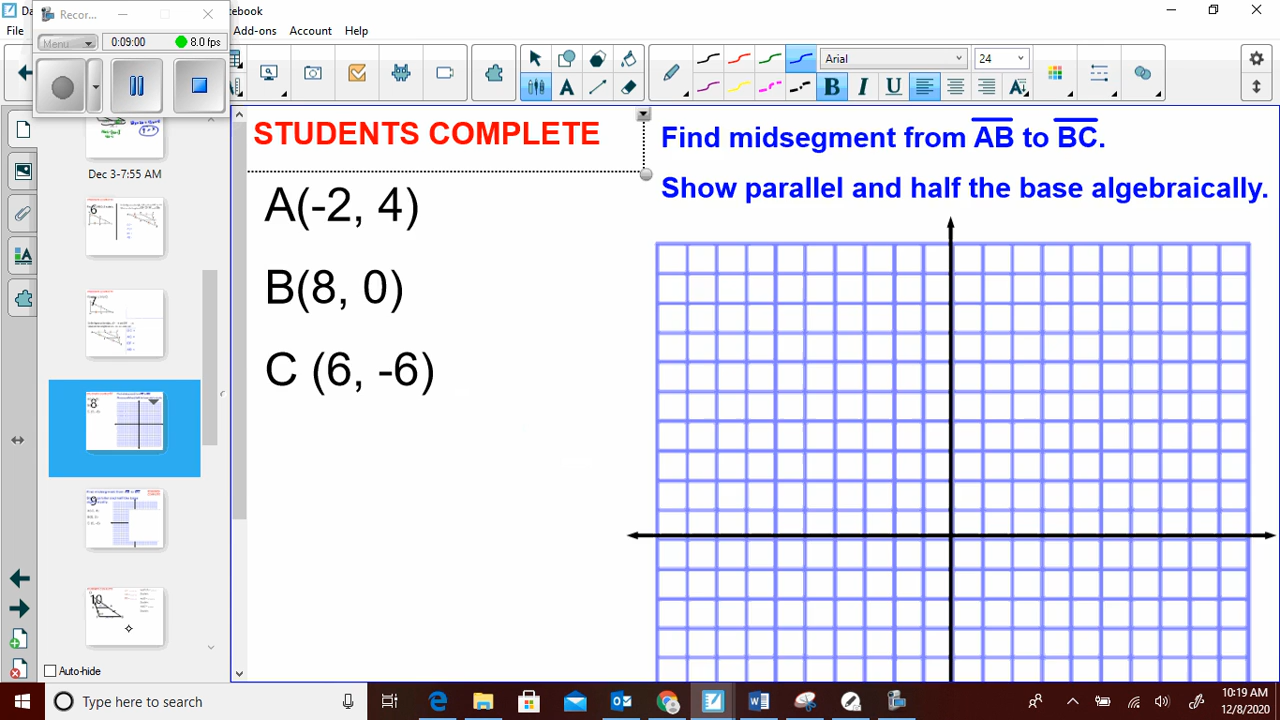 Recor...
ebook
Menu
0:09:00
8.0 fps
File
Add-ons
Account
Help
Arial
24
B
I
U
A
Dec 3-7:55 AM
6
7
8
9
10
Auto-hide
STUDENTS COMPLETE
A(-2, 4)
B(8, 0)
C (6, -6)
Find midsegment from AB to BC.
Show parallel and half the base algebraically.
Type here to search
10:19 AM
12/8/2020